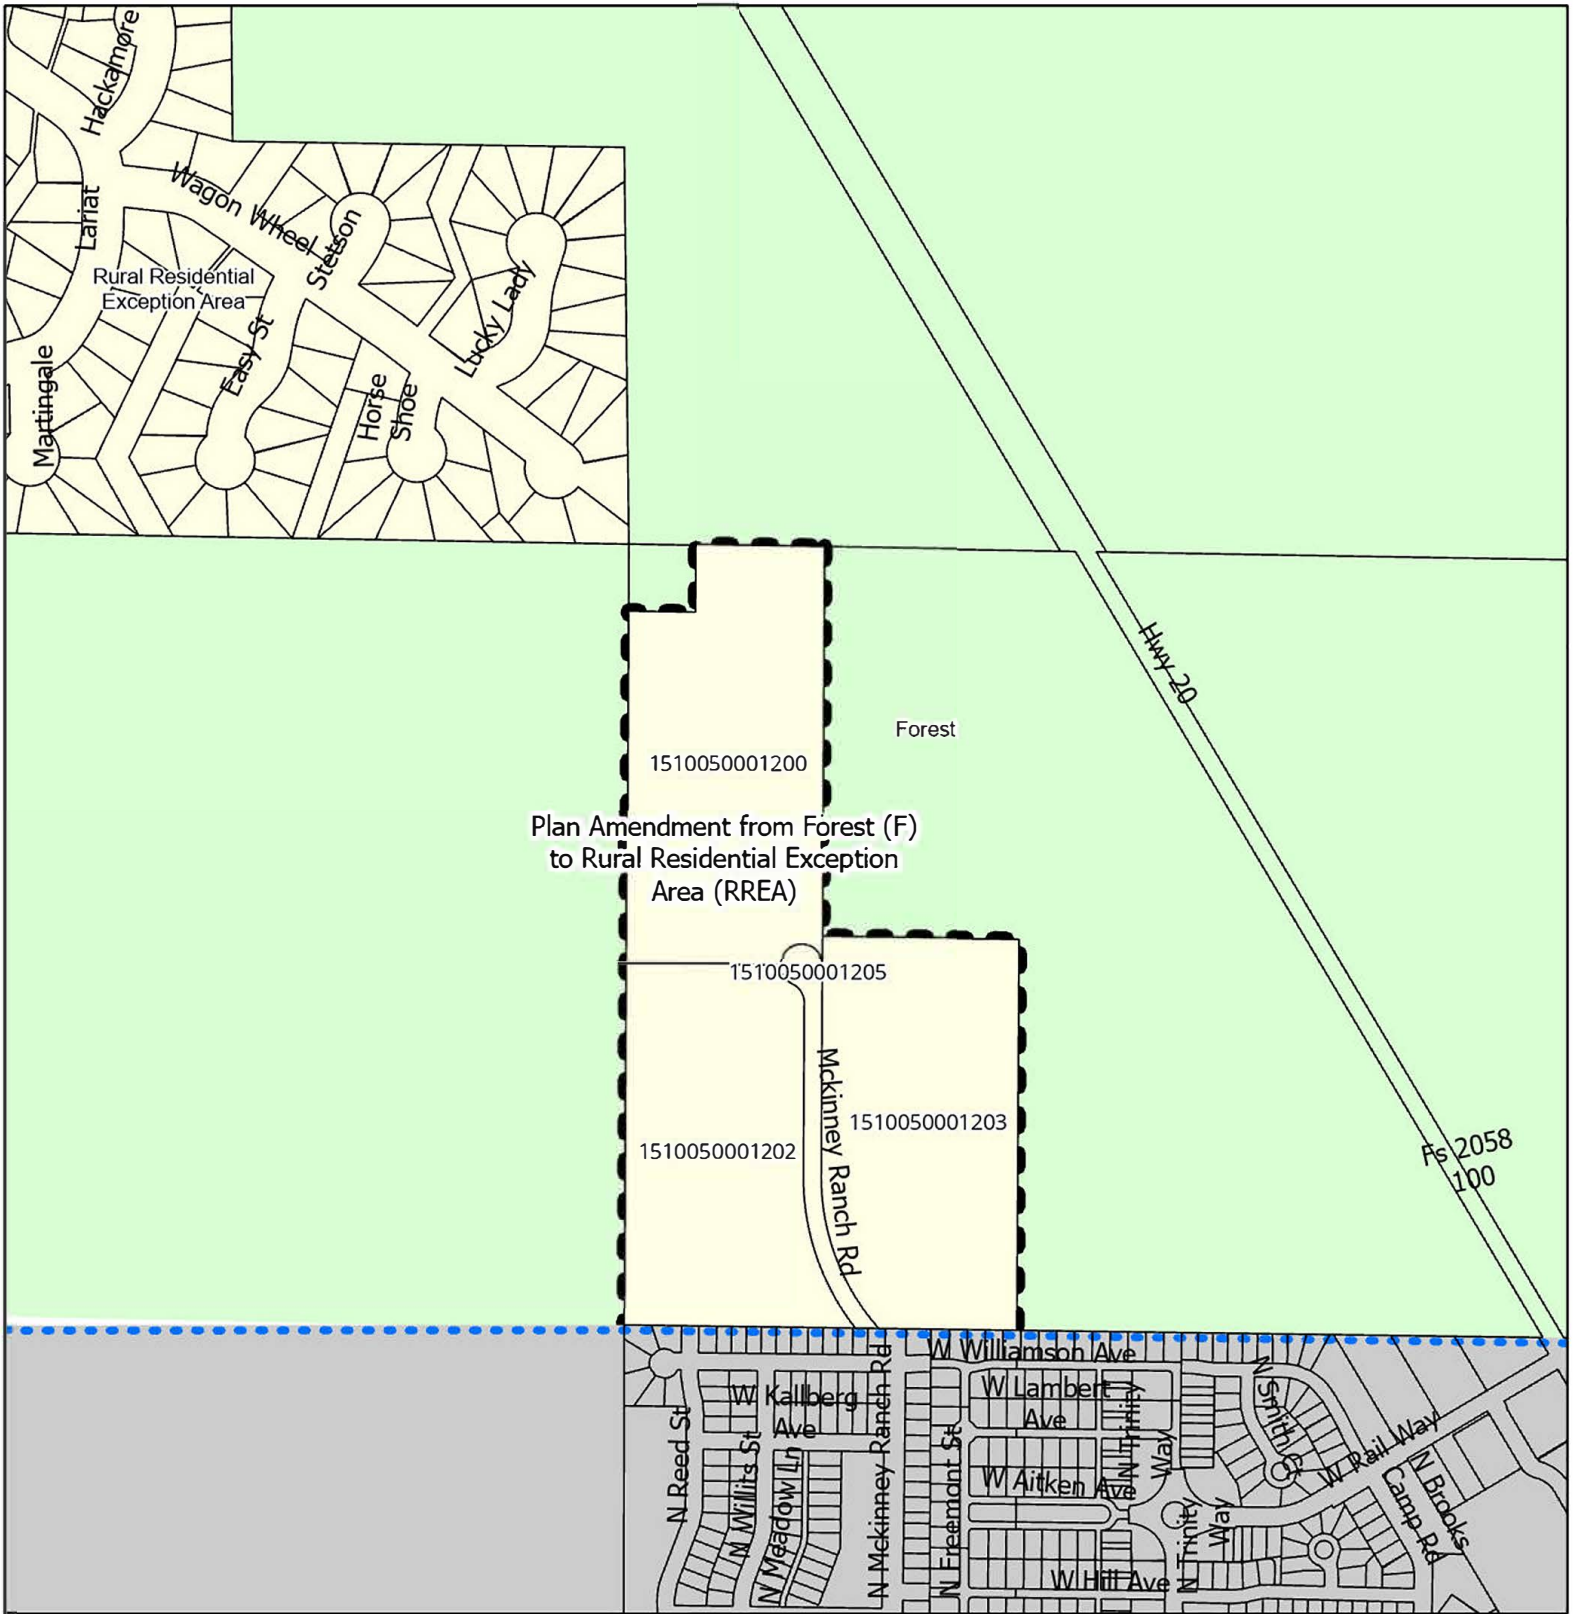 Hackamore
Wagon Wheel
Lariat
Stetson
Rural Residential
Exception Area
Lucky Lady
Easy St
Martingale
Horse
Shoe
Hwy 20
Forest
1510050001200
Plan Amendment from Forest (F)
to Rural Residential Exception
Area (RREA)
1510050001205
Mckinney Ranch Rd
1510050001203
1510050001202
Fs 2058
100
W Williamson Ave
W Kallberg
Ave
W Lambert
Ave
N Smith Ct
N Reed St
N Willits St
N Meadow Ln
N Mckinney Ranch Rd
N Freemont St
N Trinity
Way
W Rail Way
W Aitken Ave
N Brooks
Camp Rd
N Trinity
Way
W Hill Ave